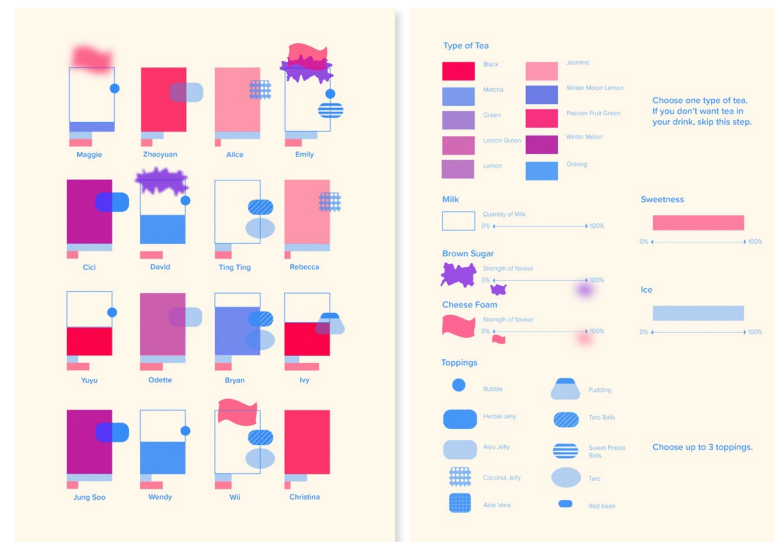 Maggie
Zhaoyuan
Alice
Emily
Cici
David
Ting Ting
Rebecca
Yuyu
Odette
Bryan
Ivy
Jung Soo
Wendy
Wii
Christina
Type of Tea
Black
Matcha
Green
Lemon Green
Lemon
Jasmine
Winter Melon Lemon
Passion Fruit Green
Winter Melon
Oolong
Choose one type of tea.
If you don't want tea in
your drink, skip this step.
Milk
Quantity of Milk
0% 100%
Sweetness
0% 100%
Brown Sugar
Strength of flavour
0% 100%
Ice
0% 100%
Cheese Foam
Strength of flavour
0% 100%
Toppings
Bubble
Herbal Jelly
Aiyu Jelly
Coconut Jelly
Aloe Vera
Pudding
Taro Balls
Sweet Potato
Balls
Taro
Red bean
Choose up to 3 toppings.